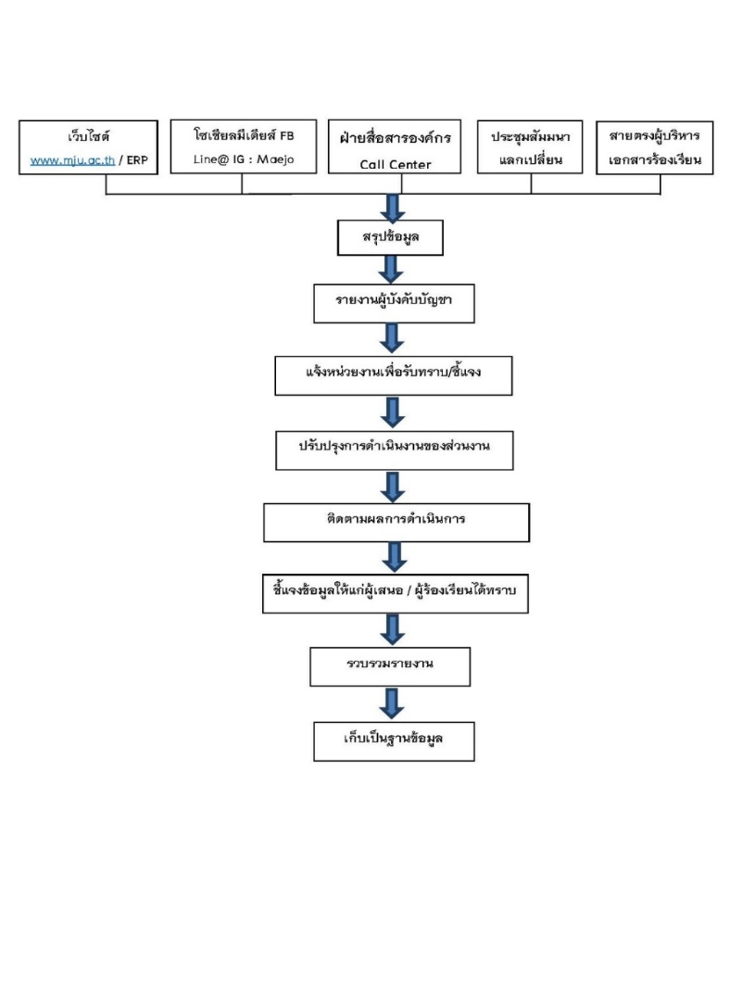 เว็บไซต์
www.mju.ac.th / ERP
โซเชียลมีเดียส์ FB
Line@ IG : Maejo
ฝ่ายสื่อสารองค์กร
Call Center
ประชุมสัมมนา
แลกเปลี่ยน
สายตรงผู้บริหาร
เอกสารร้องเรียน
สรุปข้อมูล
รายงานผู้บังคับบัญชา
แจ้งหน่วยงานเพื่อรับทราบ/ชี้แจง
ปรับปรุงการดำเนินงานของส่วนงาน
ติดตามผลการดำเนินการ
ชี้แจงข้อมูลให้แก่ผู้เสนอ / ผู้ร้องเรียนได้ทราบ
รวบรวมรายงาน
เก็บเป็นฐานข้อมูล